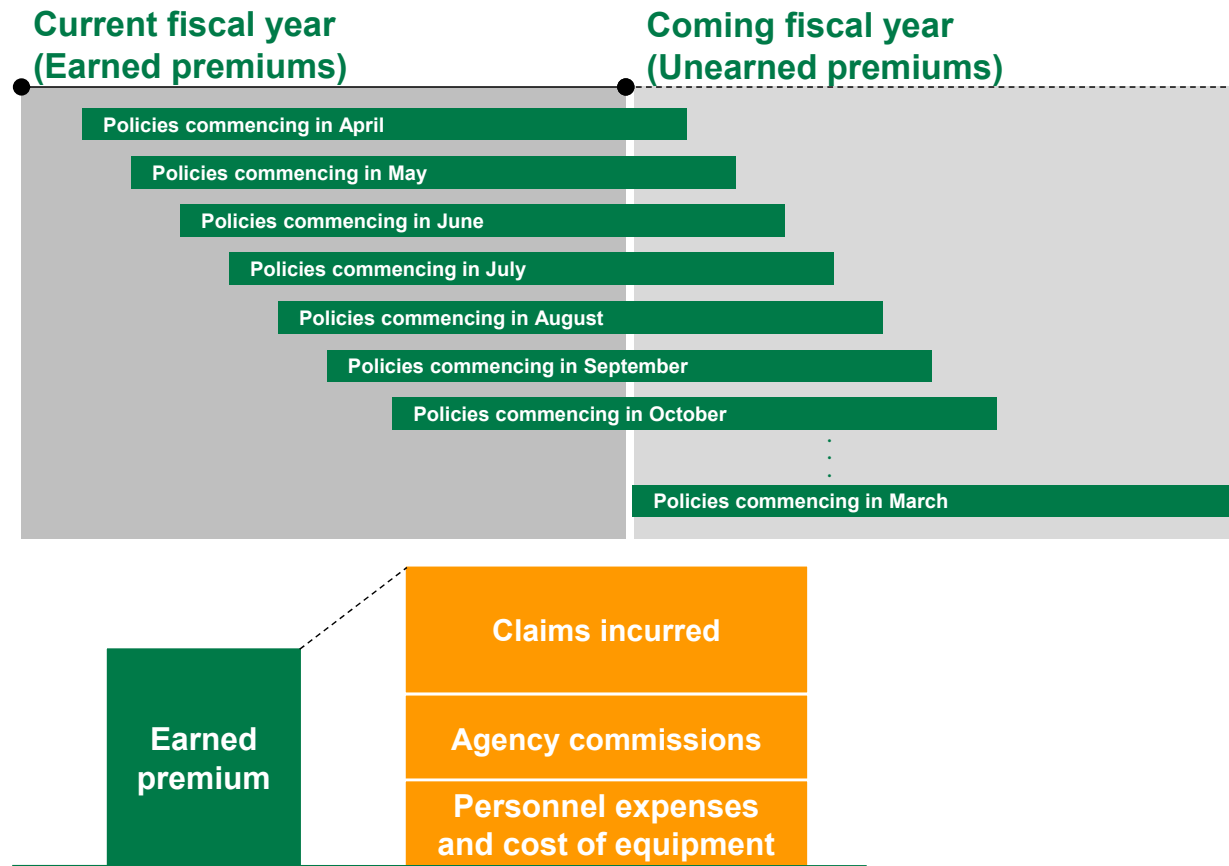 Current fiscal year
(Earned premiums)
Coming fiscal year
(Unearned premiums)
Policies commencing in April
Policies commencing in May
Policies commencing in June
Policies commencing in July
Policies commencing in August
Policies commencing in September
Policies commencing in October
Policies commencing in March
Earned
premium
Claims incurred
Agency commissions
Personnel expenses
and cost of equipment